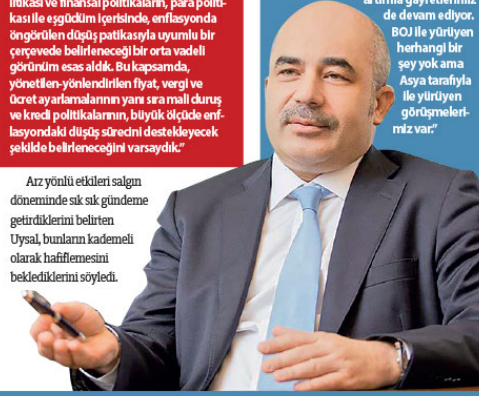 litikası ve finansal politikaların, para politi-
kası ile eşgüdüm içerisinde, enflasyonda
öngörülen düşüş patikasıyla uyumlu bir
çerçevede belirleneceği bir orta vadeli
görünüm esas aldık. Bu kapsamda,
yönetilen-yönlendirilen fiyat, vergi ve
ücret ayarlamalarının yanı sıra mali duruş
ve kredi politikalarının, büyük ölçüde enf-
lasyondaki düşüş sürecini destekleyecek
şekilde belirleneceğini varsaydık.”
Arz yönlü etkileri salgın
döneminde sık sık gündeme
getirdiklerini belirten
Uysal, bunların kademeli
olarak hafiflemesini
beklediklerini söyledi.
artırma gayretlerimiz
de devam ediyor.
BOJ ile yürüyen
herhangi bir
şey yok ama
Asya tarafıyla
ile yürüyen
görüşmeleri-
miz var.”